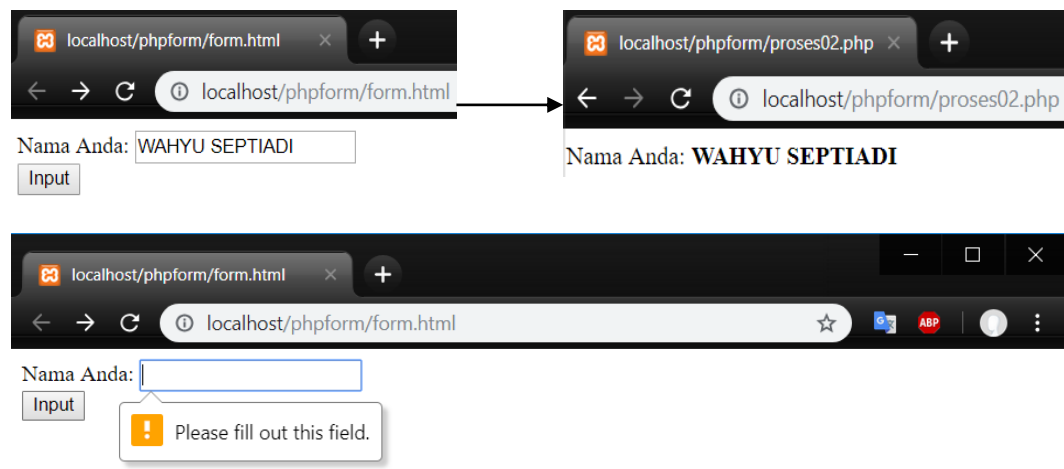 localhost/phpform/form.html
localhost/phpform/form.html
Nama Anda: WAHYU SEPTIADI
Input
localhost/phpform/proses02.php
localhost/phpform/proses02.php
Nama Anda: WAHYU SEPTIADI
localhost/phpform/form.html
localhost/phpform/form.html
ABP
Nama Anda:
Input
Please fill out this field.